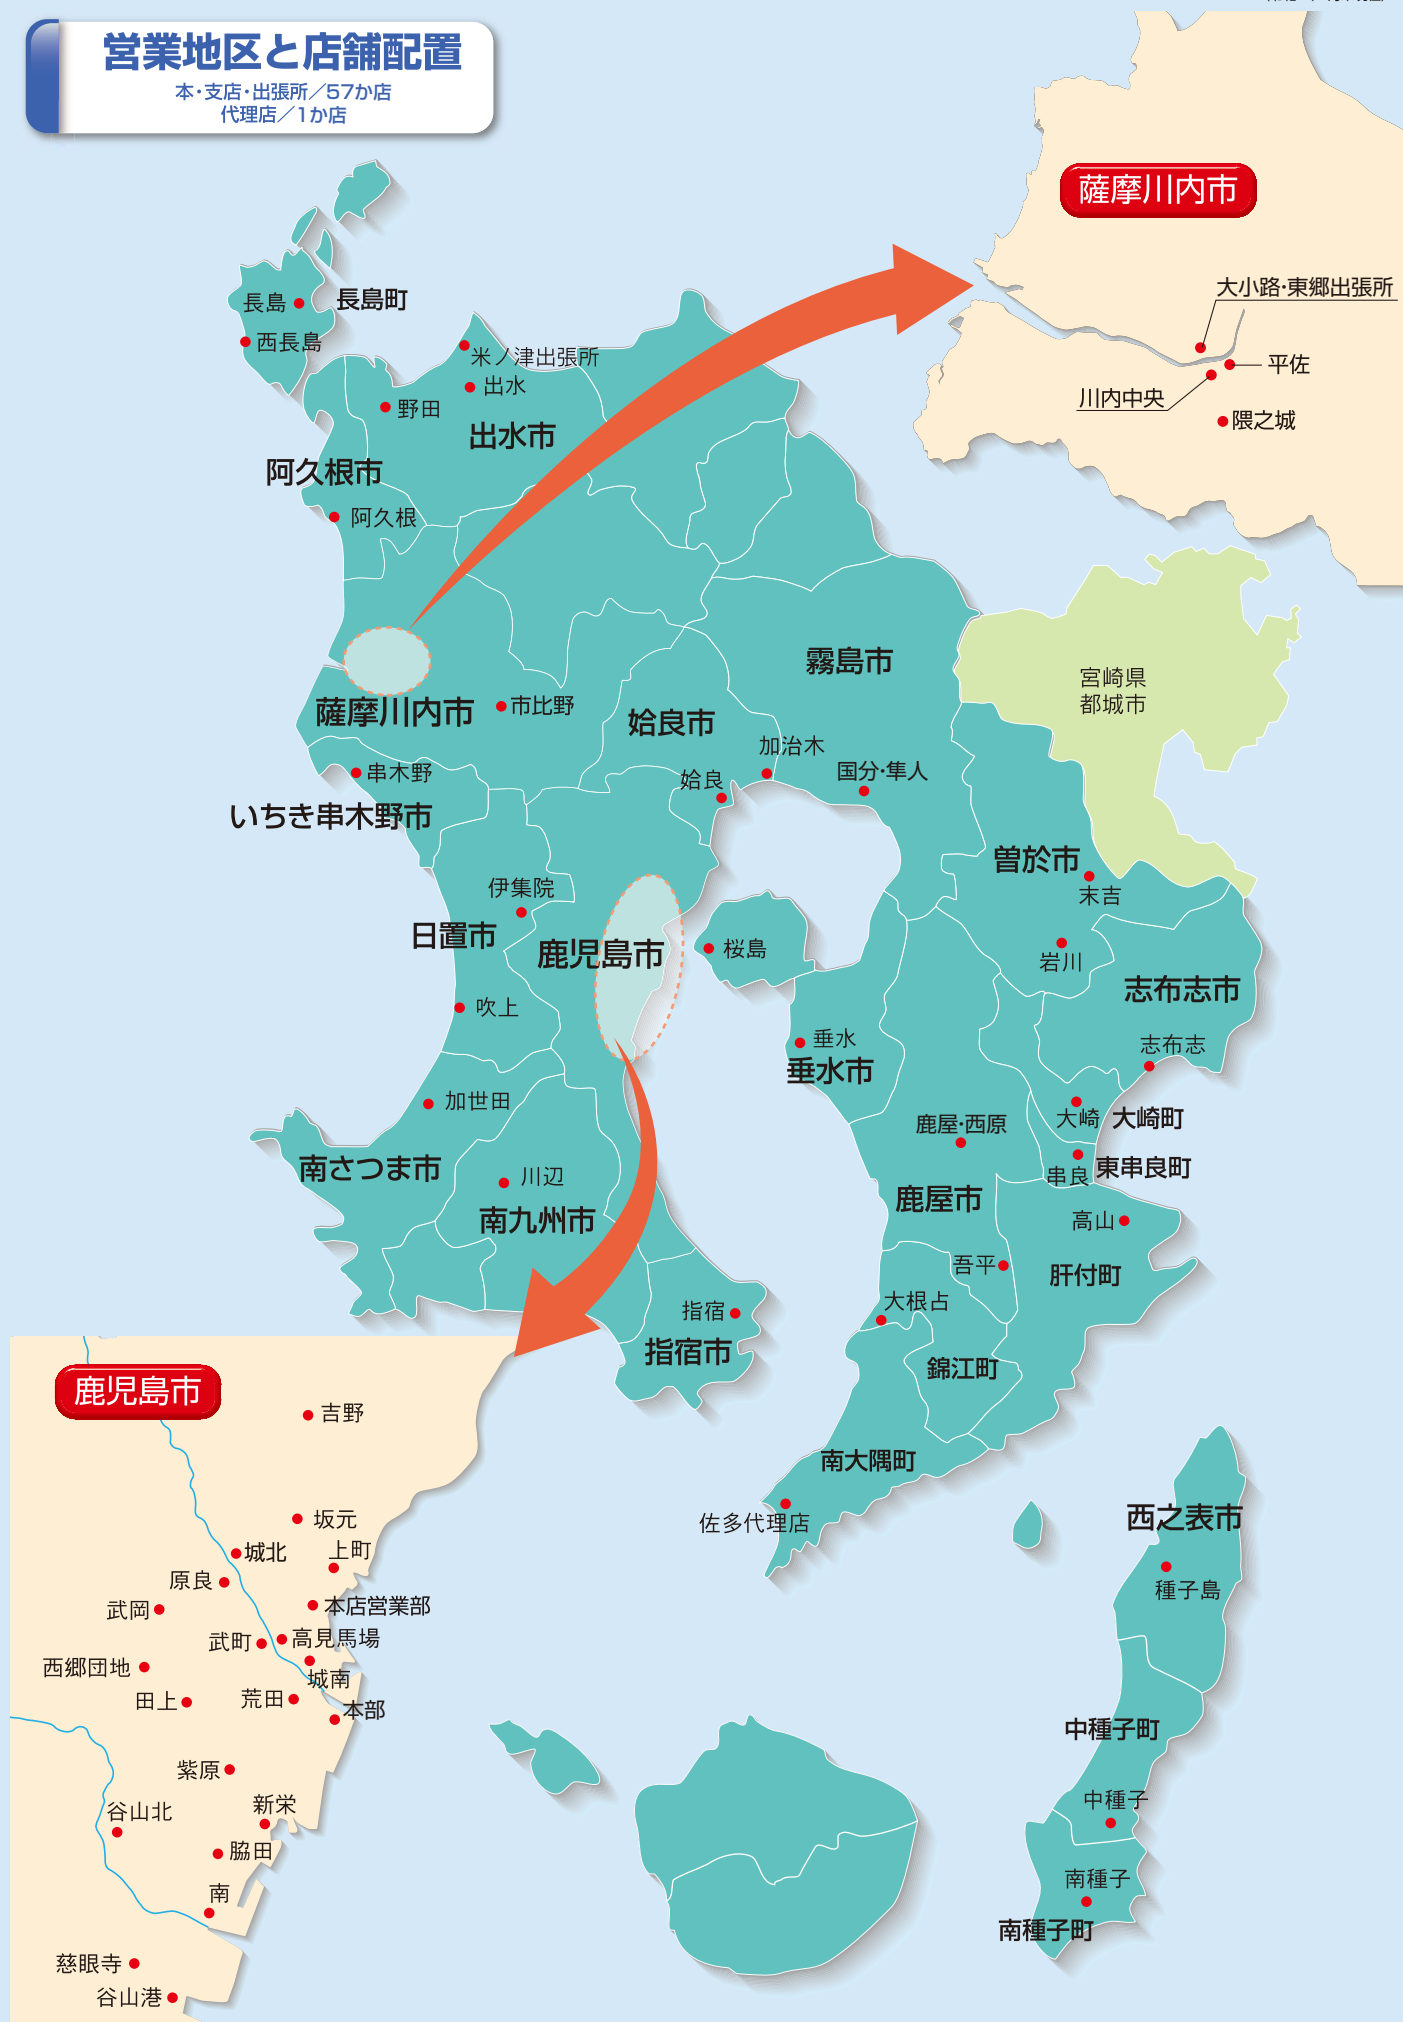 営業地区と店舗配置
本・支店・出張所／57か店
代理店／1か店
薩摩川内市
大小路・東郷出張所
平佐
川内中央
隈之城
長島
長島町
西長島
米ノ津出張所
出水
野田
出水市
阿久根市
阿久根
霧島市
宮崎県
都城市
薩摩川内市
市比野
姶良市
加治木
串木野
姶良
国分・隼人
いちき串木野市
曽於市
末吉
伊集院
日置市
鹿児島市
桜島
岩川
志布志市
吹上
垂水
志布志
垂水市
加世田
大崎
大崎町
鹿屋・西原
南さつま市
川辺
串良
東串良町
南九州市
鹿屋市
高山
吾平
肝付町
大根占
指宿
指宿市
錦江町
南大隅町
佐多代理店
西之表市
種子島
中種子町
中種子
南種子
南種子町
鹿児島市
吉野
坂元
城北
上町
原良
武岡
本店営業部
武町
高見馬場
西郷団地
城南
田上
荒田
本部
紫原
谷山北
新栄
脇田
南
慈眼寺
谷山港